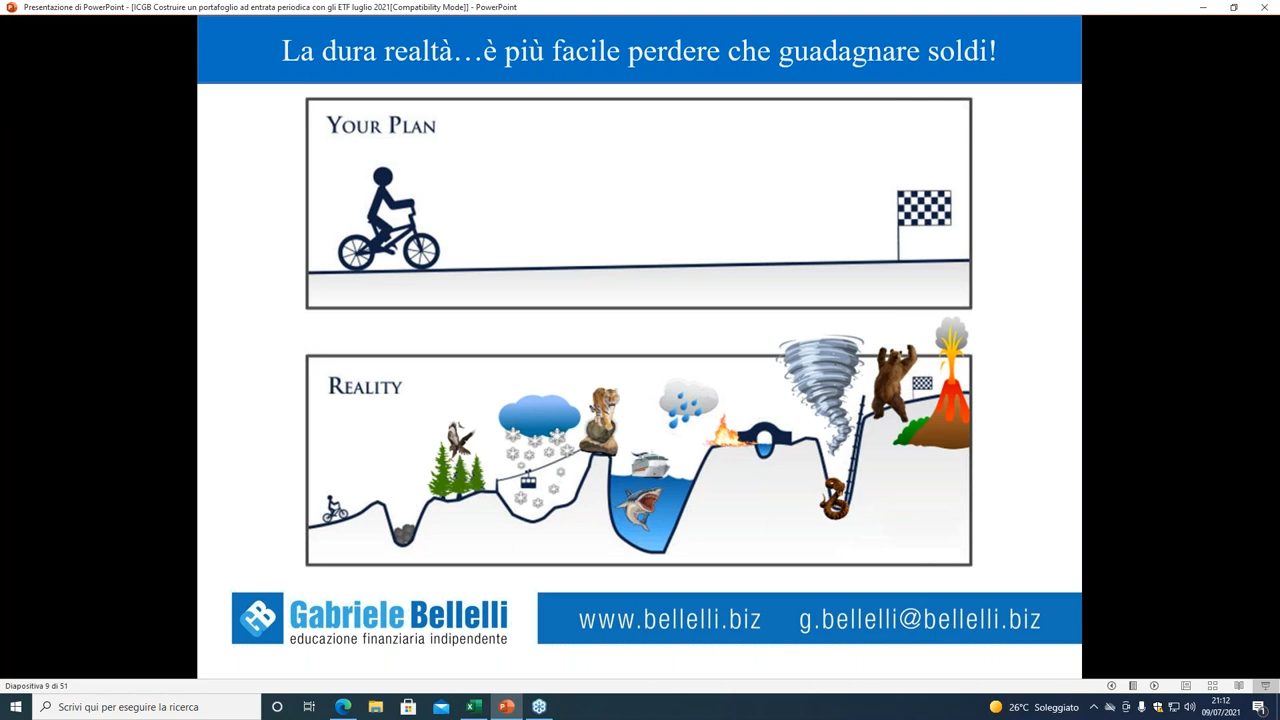 Presentazione di PowerPoint - [ICGB Costruire un portafoglio ad entrata periodica con gli ETF luglio 2021[Compatibility Mode]] - PowerPoint
La dura realtà…è più facile perdere che guadagnare soldi!
YOUR PLAN
REALITY
Gabriele Bellelli
educazione finanziaria indipendente
www.bellelli.biz g.bellelli@bellelli.biz
Diapositiva 9 di 51
Scrivi qui per eseguire la ricerca
26°C Soleggiato
21:12
09/07/2021